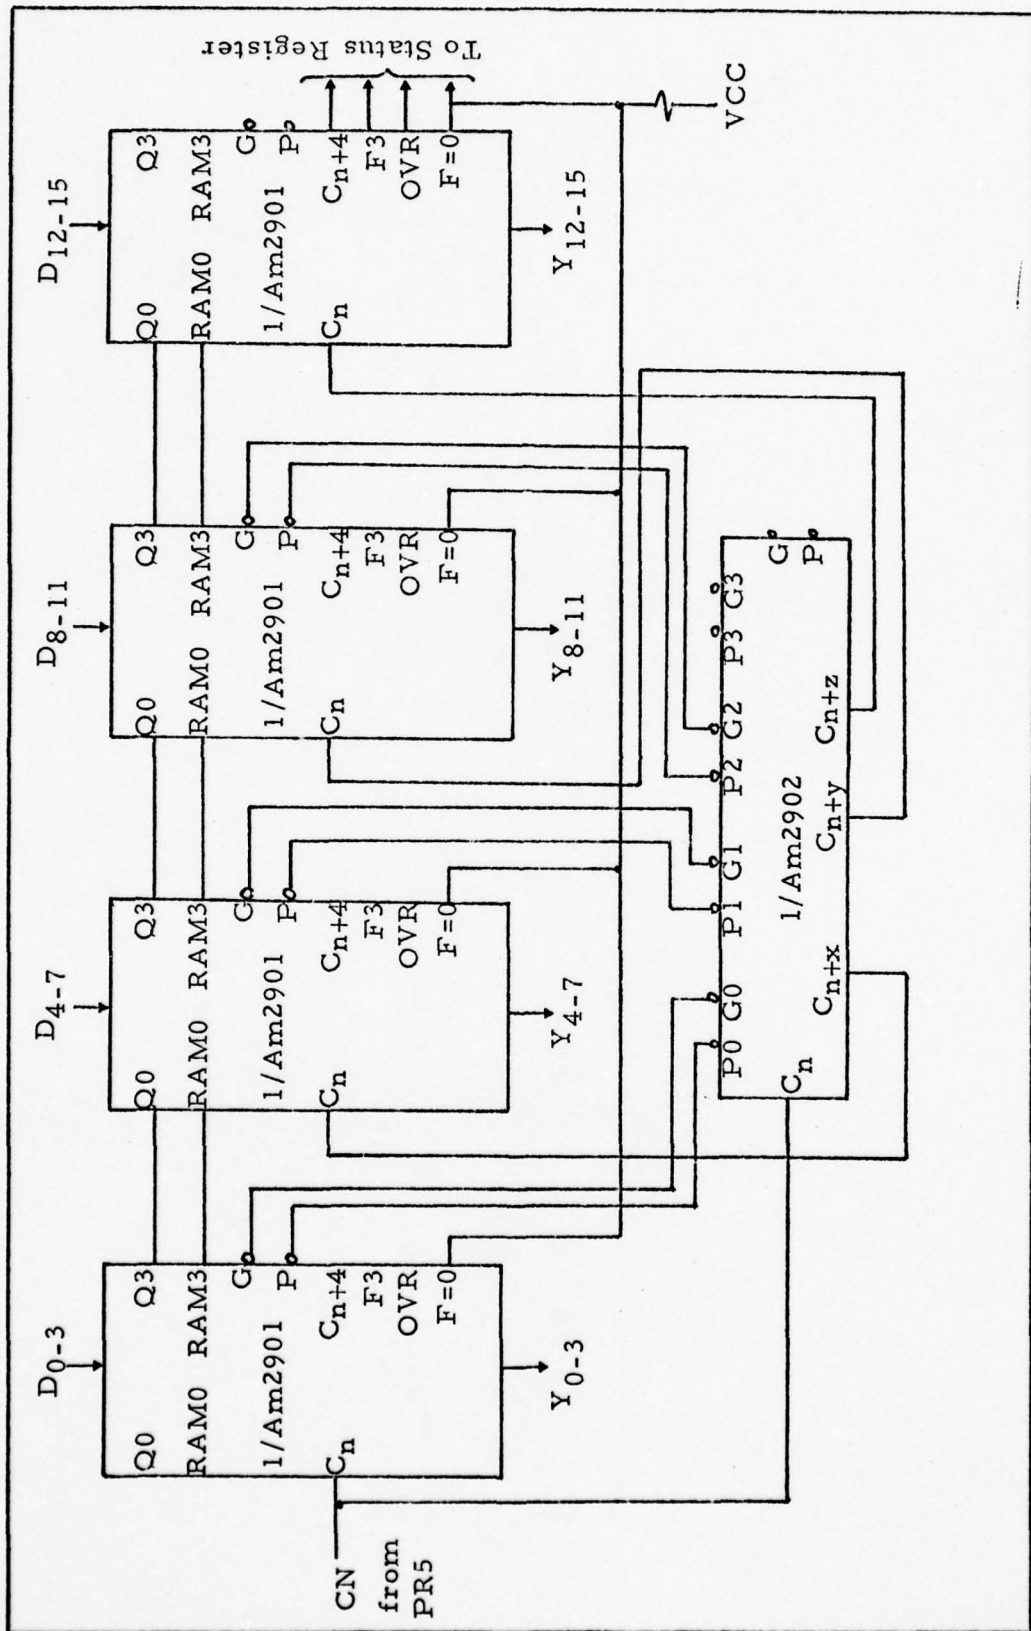 D0-3
D4-7
D8-11
D12-15
Q0 Q3
RAM0 RAM3
G
P
1/Am2901
Cn
Cn+4
F3
OVR
F=0
Y0-3
Q0 Q3
RAM0 RAM3
G
P
1/Am2901
Cn
Cn+4
F3
OVR
F=0
Y4-7
Q0 Q3
RAM0 RAM3
G
P
1/Am2901
Cn
Cn+4
F3
OVR
F=0
Y8-11
Q0 Q3
RAM0 RAM3
G
P
1/Am2901
Cn
Cn+4
F3
OVR
F=0
Y12-15
To Status Register
CN
from
PR5
VCC
P0 G0 P1 G1 P2 G2 P3 G3
G
P
Cn
1/Am2902
Cn+x Cn+y Cn+z